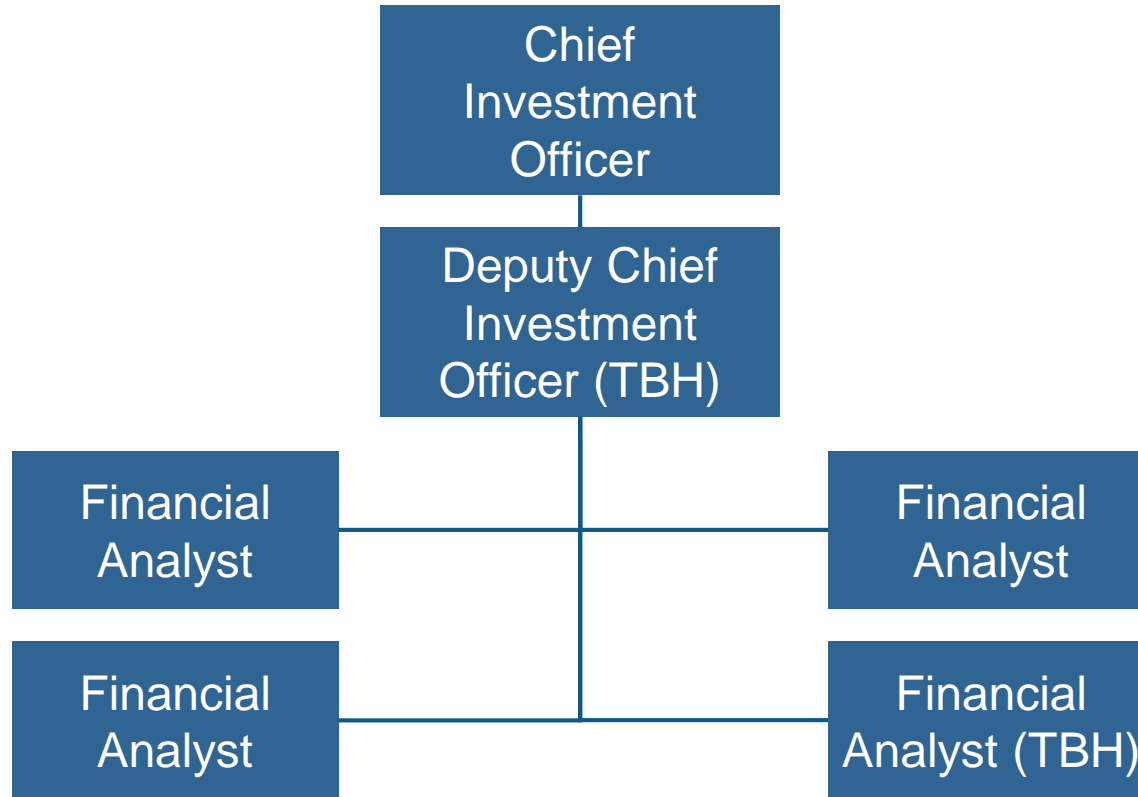 Chief
Investment
Officer
Deputy Chief
Investment
Officer (TBH)
Financial
Analyst
Financial
Analyst
Financial
Analyst
Financial
Analyst (TBH)